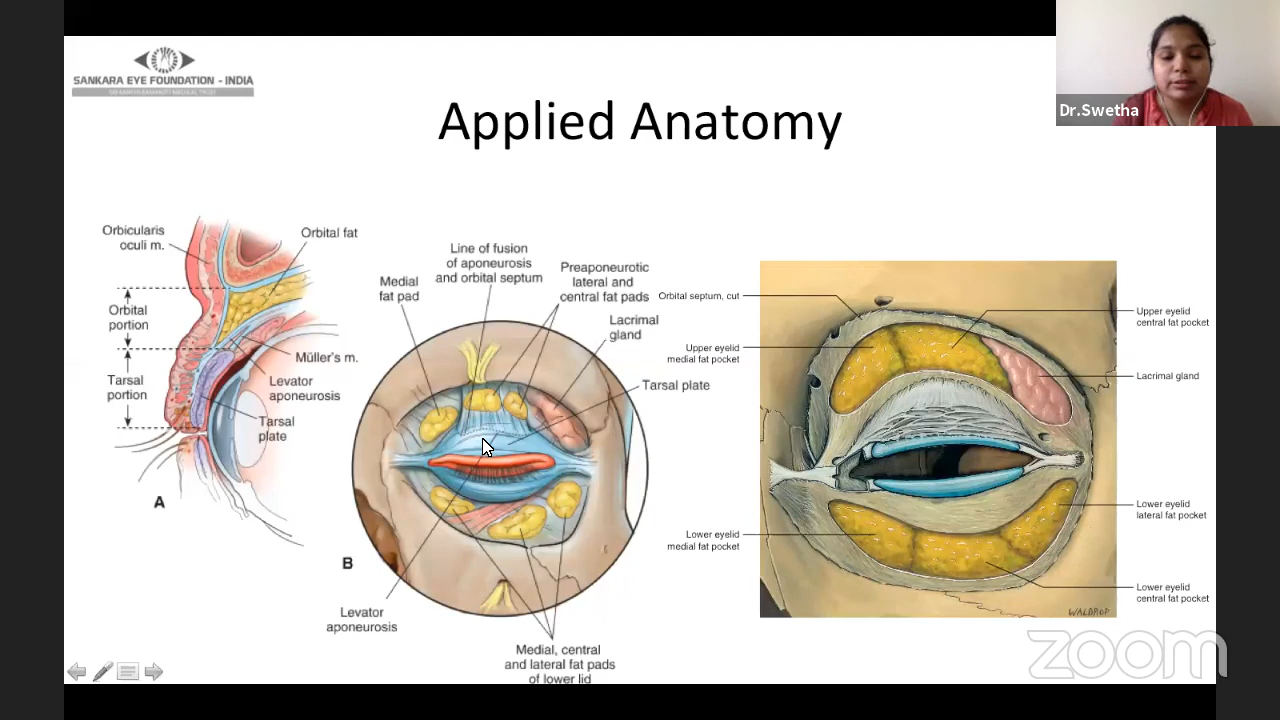 SANKARA EYE FOUNDATION - INDIA
Applied Anatomy
Dr.Swetha
Orbicularis
oculi m.
Orbital fat
Orbital
portion
Tarsal
portion
Müller's m.
Levator
aponeurosis
Tarsal
plate
A
Line of fusion
of aponeurosis
and orbital septum
Medial
fat pad
Preaponeurotic
lateral and
central fat pads
Lacrimal
gland
Tarsal plate
B
Levator
aponeurosis
Medial, central
and lateral fat pads
of lower lid
Orbital septum, cut
Upper eyelid
medial fat pocket
Lower eyelid
medial fat pocket
Upper eyelid
central fat pocket
Lacrimal gland
Lower eyelid
lateral fat pocket
Lower eyelid
central fat pocket
WALDROP
zoom